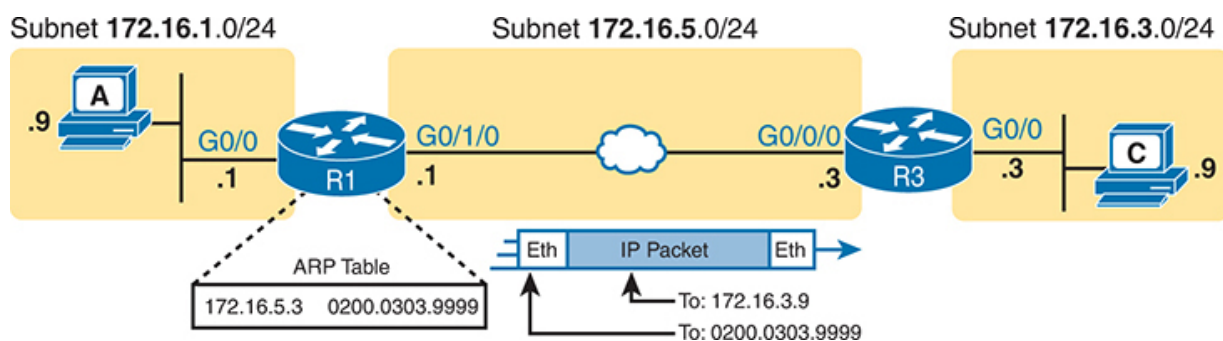 Subnet 172.16.1.0/24
Subnet 172.16.5.0/24
Subnet 172.16.3.0/24
A
.9
G0/0
.1
R1
G0/1/0
.1
G0/0/0
.3
R3
G0/0
.3
C
.9
ARP Table
172.16.5.3 0200.0303.9999
Eth
IP Packet
Eth
To: 172.16.3.9
To: 0200.0303.9999